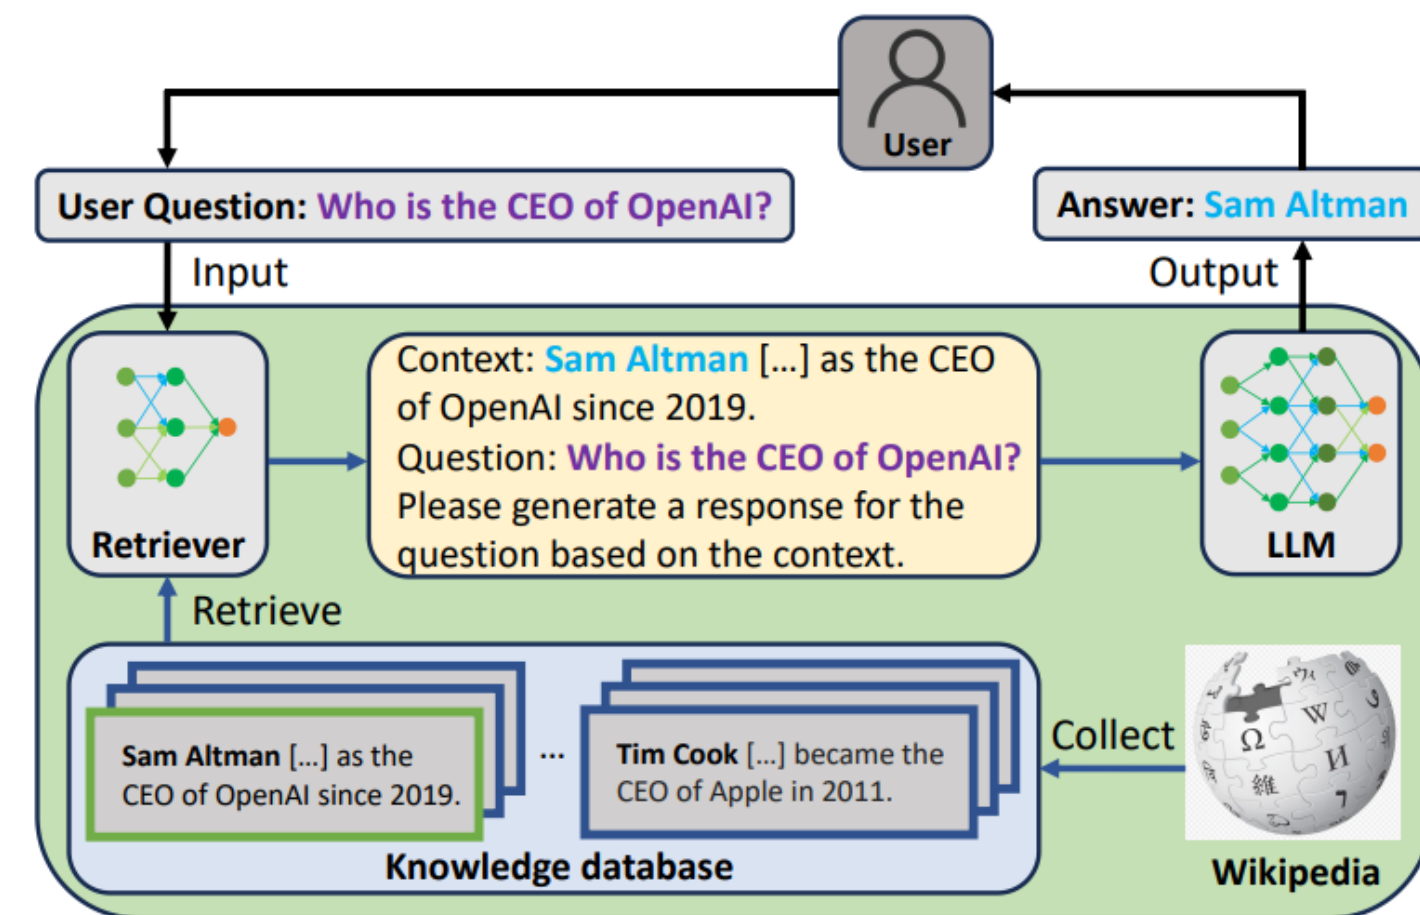 User
User Question: Who is the CEO of OpenAI?
Answer: Sam Altman
Input
Output
Context: Sam Altman [...] as the CEO
of OpenAI since 2019.
Question: Who is the CEO of OpenAI?
Please generate a response for the
question based on the context.
Retriever
LLM
Retrieve
Sam Altman [...] as the
CEO of OpenAI since 2019.
...
Tim Cook [...] became the
CEO of Apple in 2011.
Knowledge database
Collect
Ω
W
И
維
7
Wikipedia